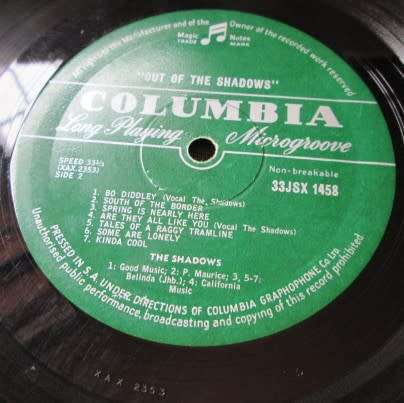 All rights of the Manufacturer and of the Owner of the recorded work reserved
Magic Notes
TRADE MARK
"OUT OF THE SHADOWS"
COLUMBIA
Long Playing Microgroove
SPEED 33⅓
(XAX.2353)
SIDE 2
Non-breakable
33JSX 1458
1. BO DIDDLEY (Vocal The Shadows)
2. SOUTH OF THE BORDER
3. SPRING IS NEARLY HERE
4. ARE THEY ALL LIKE YOU (Vocal The Shadows)
5. TALES OF A RAGGY TRAMLINE
6. SOME ARE LONELY
7. KINDA COOL
THE SHADOWS
1: Good Music; 2: P. Maurice; 3, 5-7:
Belinda (Jhb.); 4: California
Music
PRESSED IN S.A. UNDER DIRECTIONS OF COLUMBIA GRAPHOPHONE Co. Ltd.
Unauthorised public performance, broadcasting and copying of this record prohibited
XAX 2353